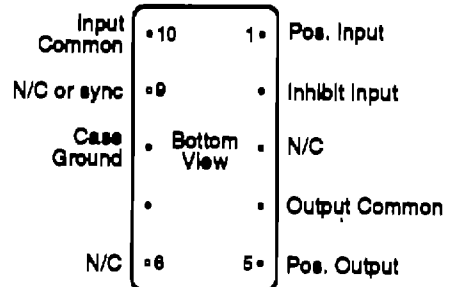 Input Common
10
1
Pos. Input
N/C or sync
9
Inhibit Input
Case Ground
Bottom View
N/C
Output Common
N/C
6
5
Pos. Output